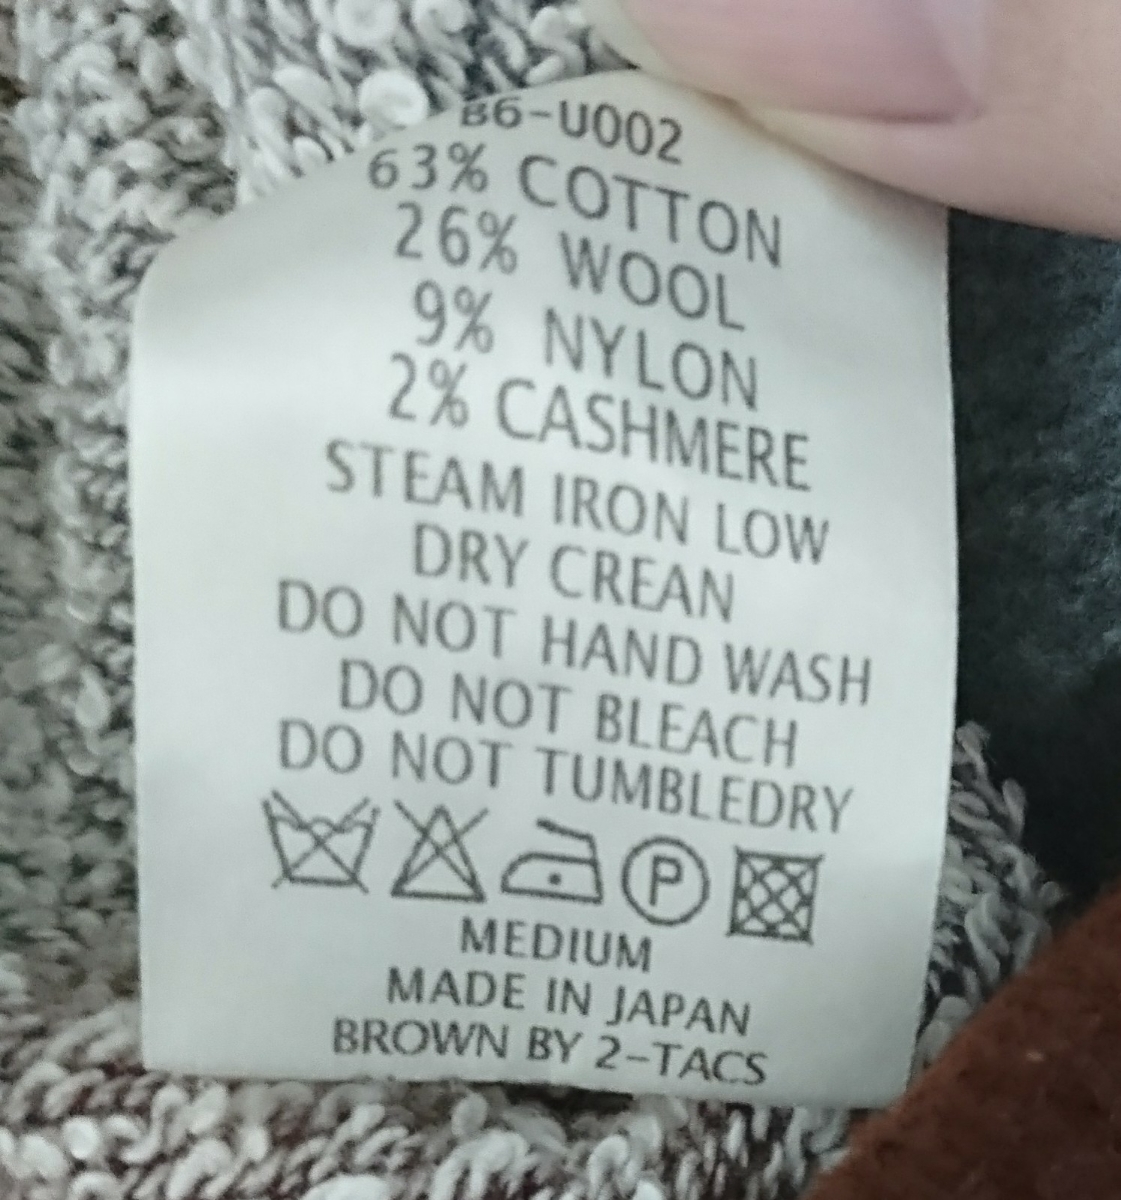 B6-U002
63% COTTON
26% WOOL
9% NYLON
2% CASHMERE
STEAM IRON LOW
DRY CREAN
DO NOT HAND WASH
DO NOT BLEACH
DO NOT TUMBLEDRY
P
MEDIUM
MADE IN JAPAN
BROWN BY 2-TACS